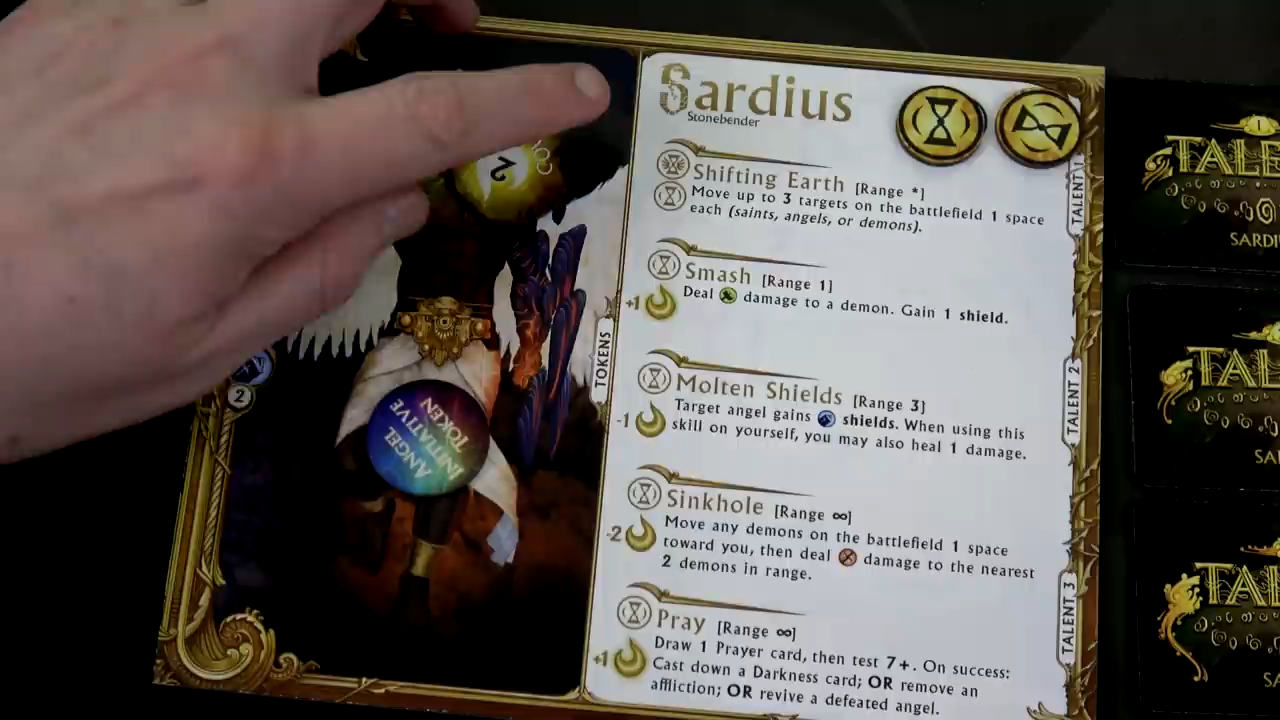 Sardius
Stonebender
Shifting Earth [Range *]
Move up to 3 targets on the battlefield 1 space
each (saints, angels, or demons).
Smash [Range 1]
+1
Deal damage to a demon. Gain 1 shield.
Molten Shields [Range 3]
-1
Target angel gains shields. When using this
skill on yourself, you may also heal 1 damage.
Sinkhole [Range ∞]
-2
Move any demons on the battlefield 1 space
toward you, then deal damage to the nearest
2 demons in range.
Pray [Range ∞]
+1
Draw 1 Prayer card, then test 7+. On success:
Cast down a Darkness card; OR remove an
affliction; OR revive a defeated angel.
TALENT 1
TALENT 2
TALENT 3
TOKENS
2
2
ANGEL
INITIATIVE
TOKEN
1
TALE
SARDI
TAL
SA
TAI
SA